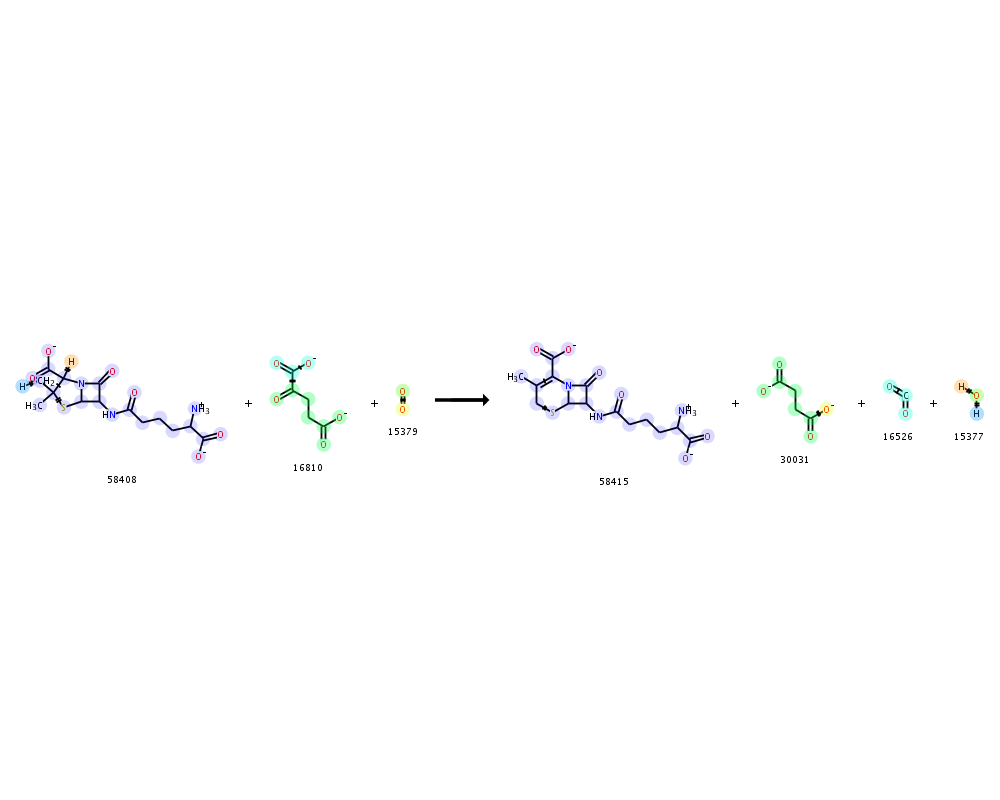 O⁻ H O H⁺ CH₂ N O O NH₃⁺ H₃C S HN O O⁻
58408
+
O O⁻ O O⁻ O
16810
+
O O
15379
O O⁻ O H₃C N O NH₃⁺ S HN O O⁻
58415
+
O O⁻ O⁻ O
30031
+
O C O
16526
+
H O H
15377